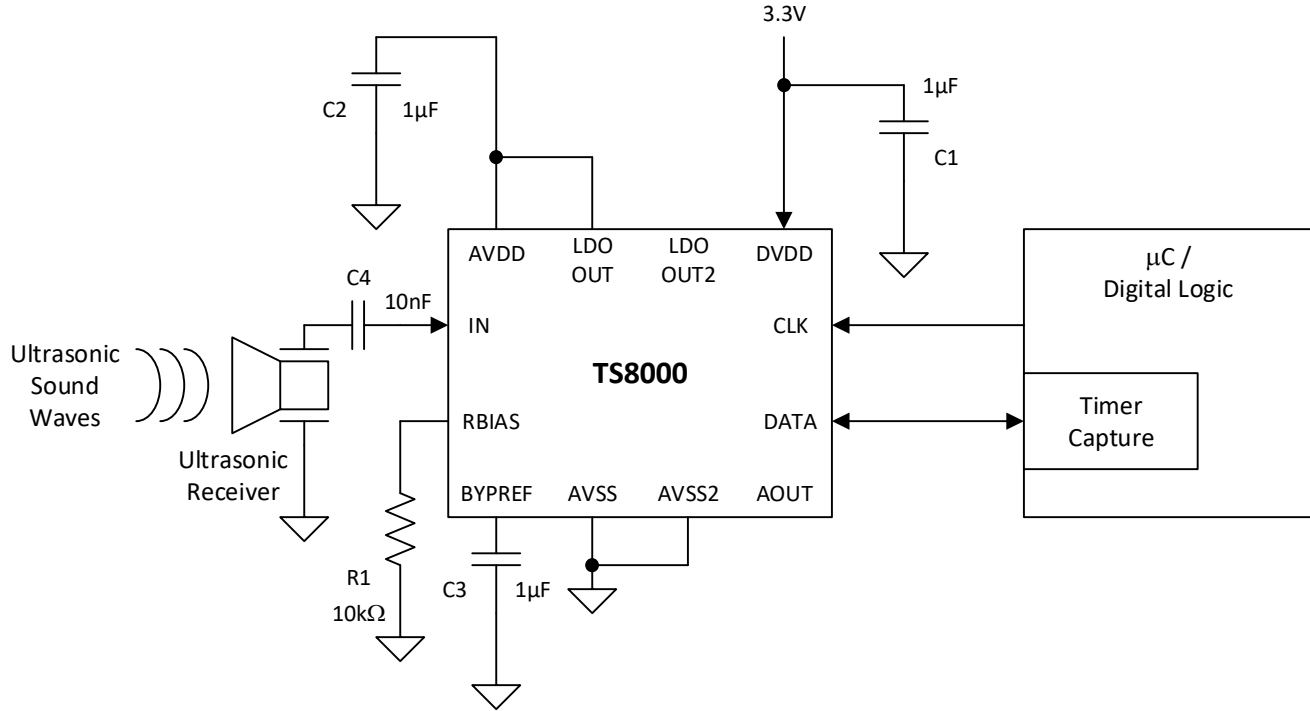 3.3V
C2
1µF
1µF
C1
AVDD
LDO
OUT
LDO
OUT2
DVDD
µC /
Digital Logic
C4
10nF
IN
CLK
Ultrasonic
Sound
Waves
TS8000
Timer
Capture
RBIAS
DATA
Ultrasonic
Receiver
BYPREF
AVSS
AVSS2
AOUT
R1
10kΩ
C3
1µF